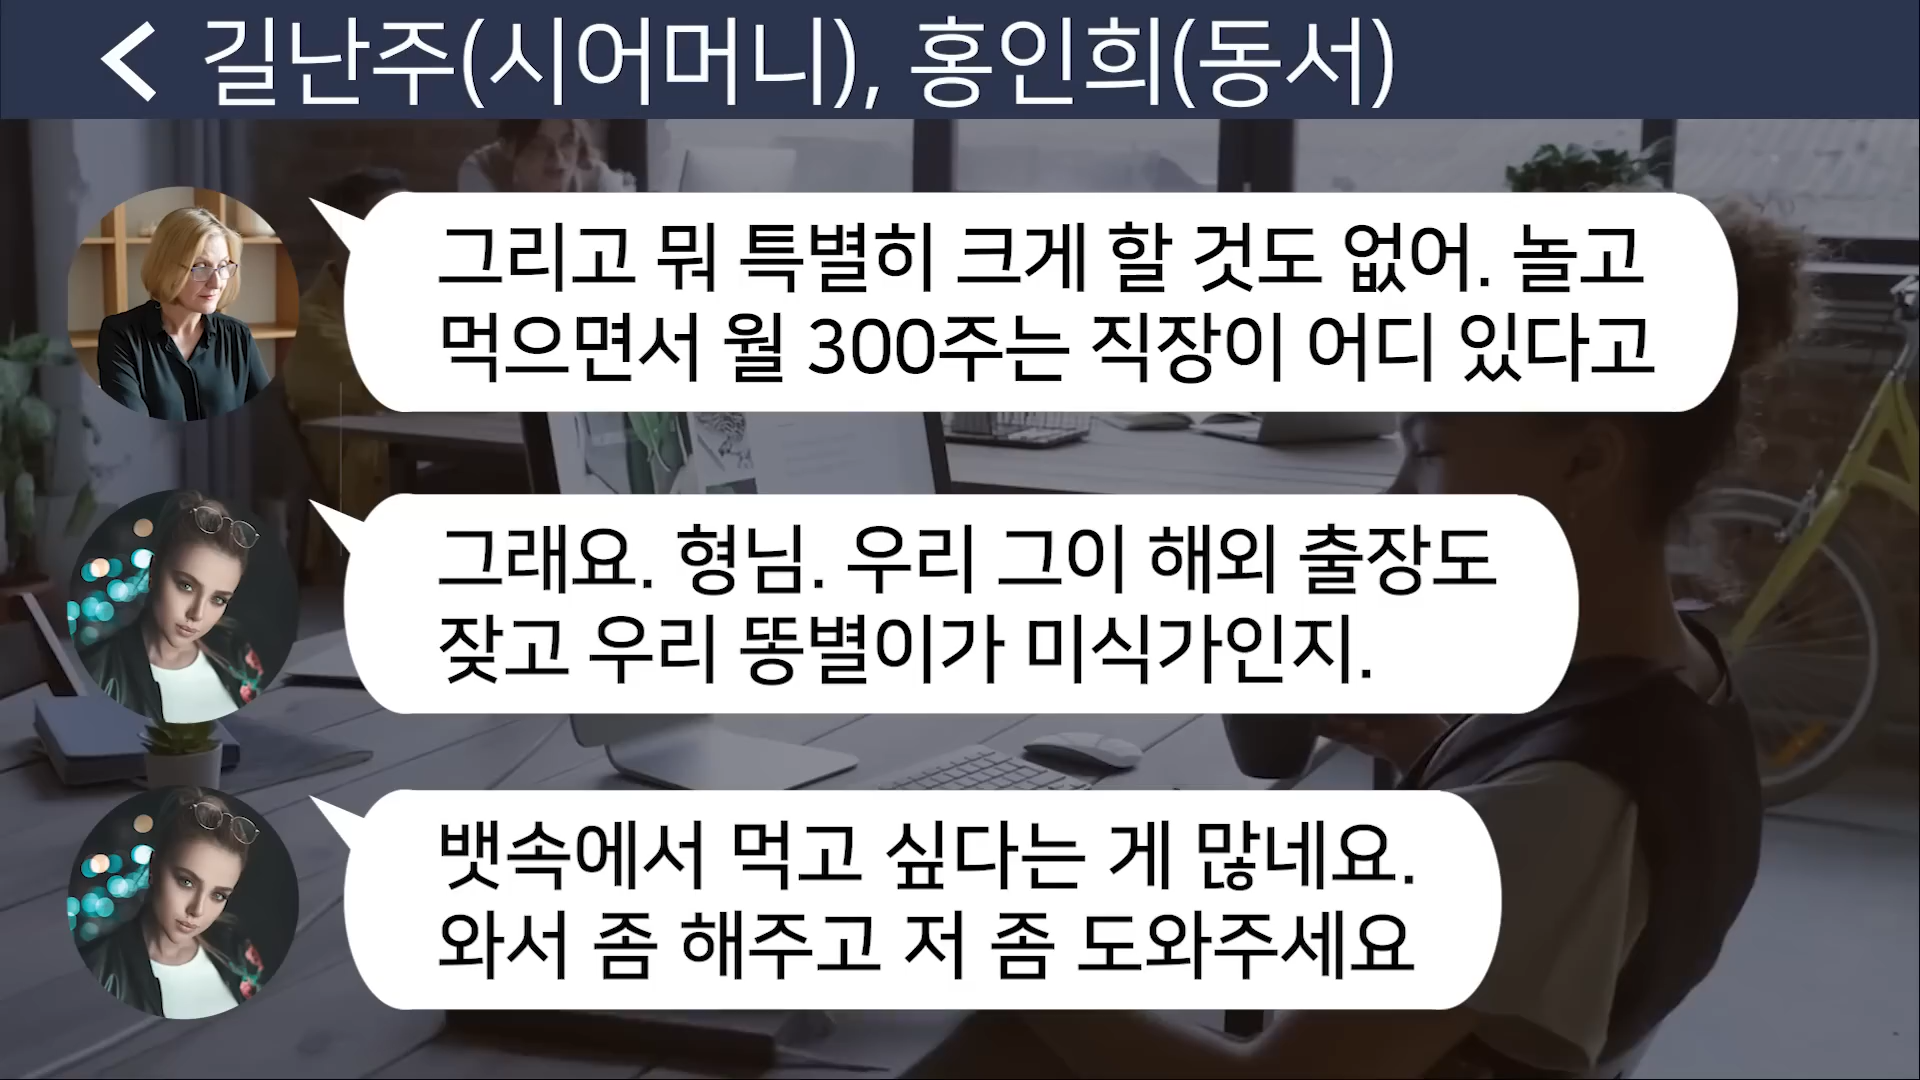 길난주(시어머니), 홍인희(동서)
그리고 뭐 특별히 크게 할 것도 없어. 놀고
먹으면서 월 300주는 직장이 어디 있다고
그래요. 형님. 우리 그이 해외 출장도
잦고 우리 똥별이가 미식가인지.
뱃속에서 먹고 싶다는 게 많네요.
와서 좀 해주고 저 좀 도와주세요